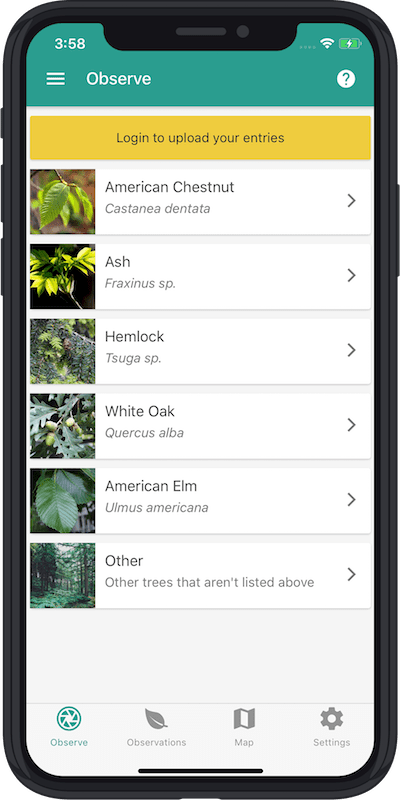 3:58
Observe
Login to upload your entries
American Chestnut
Castanea dentata
Ash
Fraxinus sp.
Hemlock
Tsuga sp.
White Oak
Quercus alba
American Elm
Ulmus americana
Other
Other trees that aren't listed above
Observe Observations Map Settings